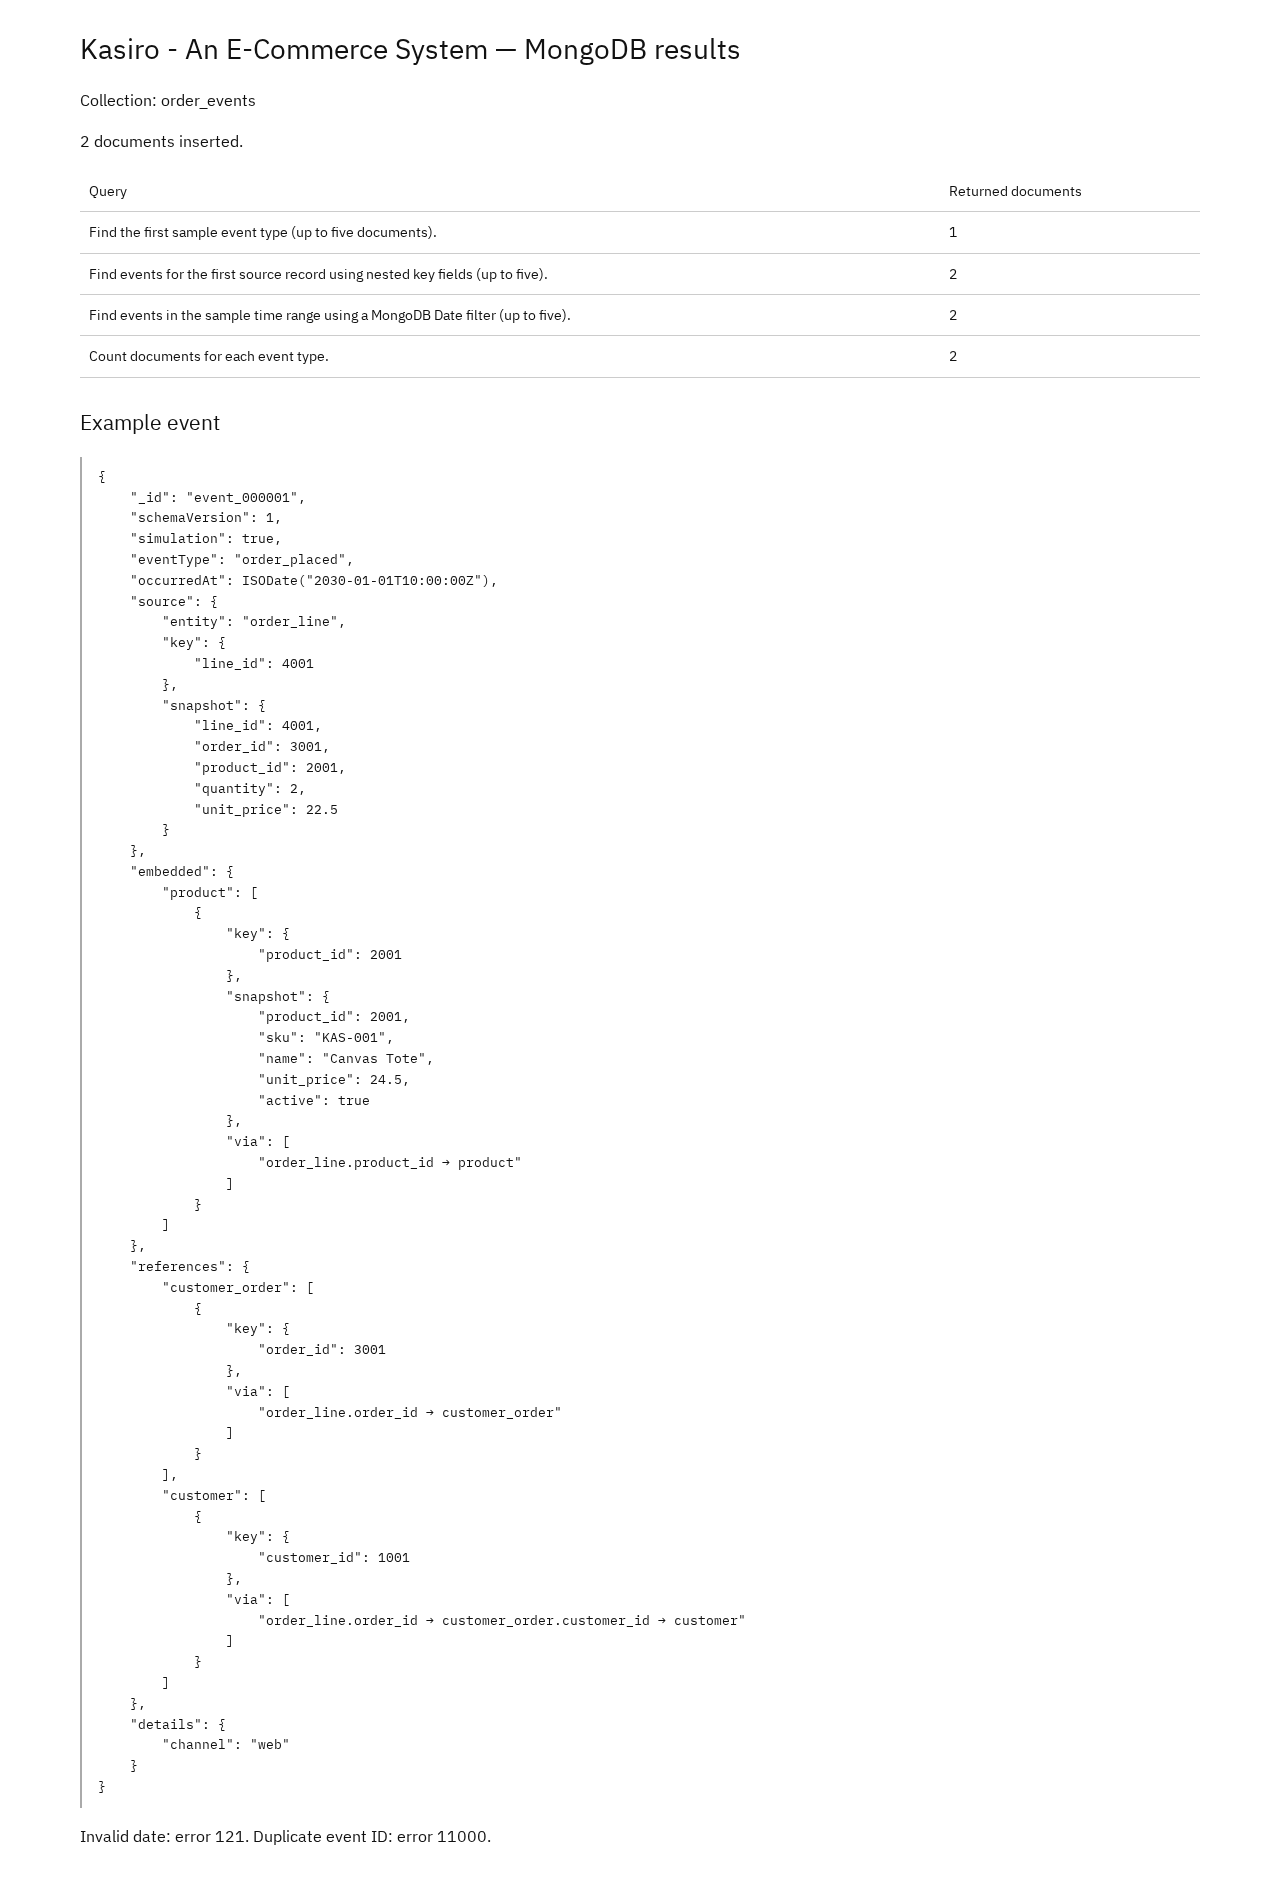 Kasiro - An E-Commerce System — MongoDB results
Collection: order_events
2 documents inserted.
Query Returned documents
Find the first sample event type (up to five documents). 1
Find events for the first source record using nested key fields (up to five). 2
Find events in the sample time range using a MongoDB Date filter (up to five). 2
Count documents for each event type. 2
Example event
{
    "_id": "event_000001",
    "schemaVersion": 1,
    "simulation": true,
    "eventType": "order_placed",
    "occurredAt": ISODate("2030-01-01T10:00:00Z"),
    "source": {
        "entity": "order_line",
        "key": {
            "line_id": 4001
        },
        "snapshot": {
            "line_id": 4001,
            "order_id": 3001,
            "product_id": 2001,
            "quantity": 2,
            "unit_price": 22.5
        }
    },
    "embedded": {
        "product": [
            {
                "key": {
                    "product_id": 2001
                },
                "snapshot": {
                    "product_id": 2001,
                    "sku": "KAS-001",
                    "name": "Canvas Tote",
                    "unit_price": 24.5,
                    "active": true
                },
                "via": [
                    "order_line.product_id → product"
                ]
            }
        ]
    },
    "references": {
        "customer_order": [
            {
                "key": {
                    "order_id": 3001
                },
                "via": [
                    "order_line.order_id → customer_order"
                ]
            }
        ],
        "customer": [
            {
                "key": {
                    "customer_id": 1001
                },
                "via": [
                    "order_line.order_id → customer_order.customer_id → customer"
                ]
            }
        ]
    },
    "details": {
        "channel": "web"
    }
}
Invalid date: error 121. Duplicate event ID: error 11000.